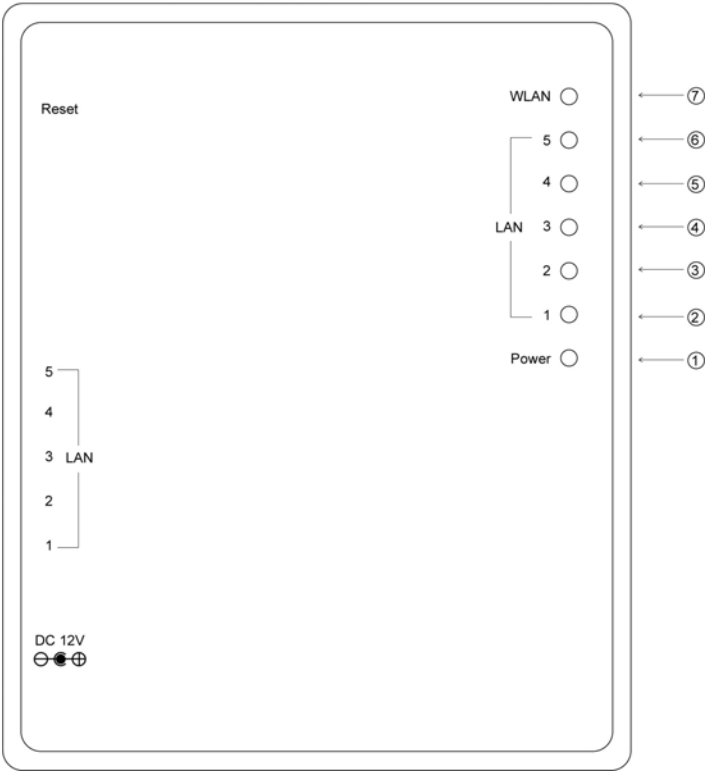 WLAN ⑦
Reset
5 ⑥
4 ⑤
LAN 3 ④
2 ③
1 ②
Power ①
5
4
3 LAN
2
1
DC 12V